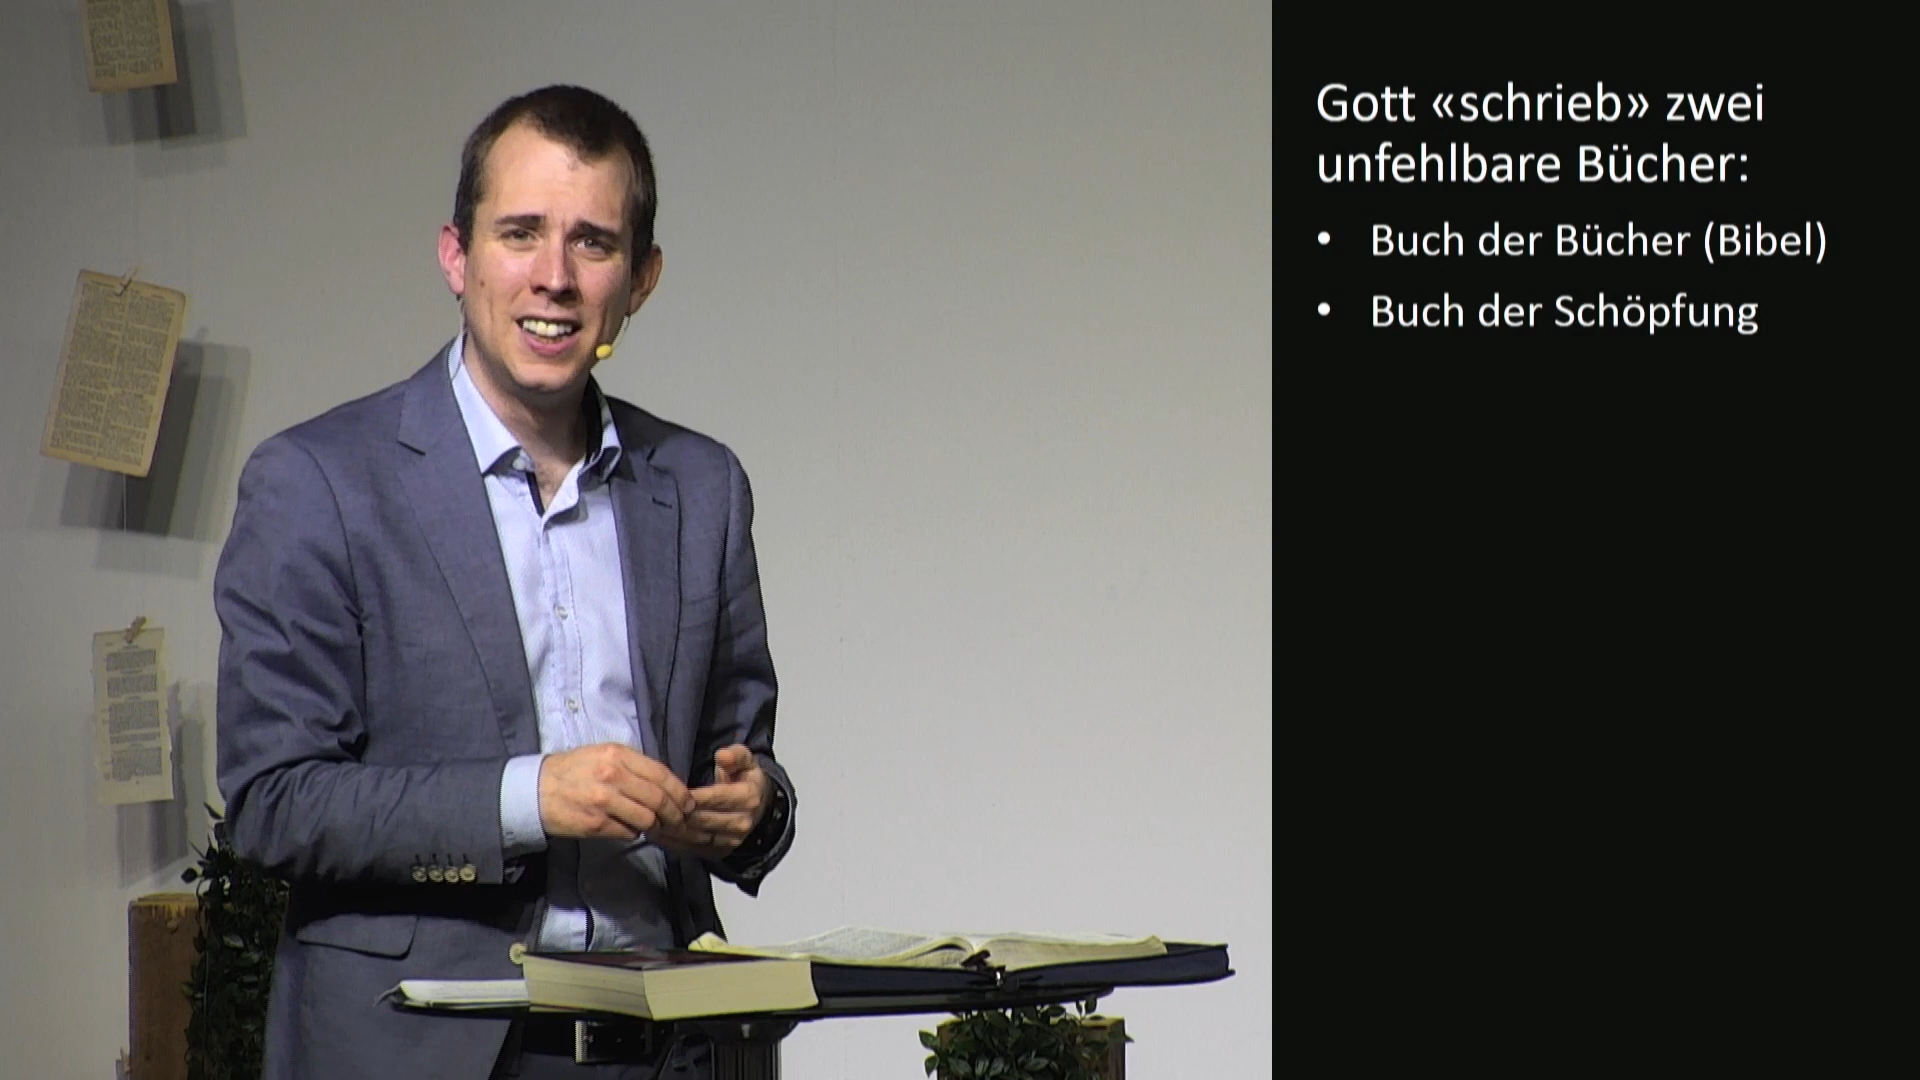 Gott «schrieb» zwei
unfehlbare Bücher:
• Buch der Bücher (Bibel)
• Buch der Schöpfung